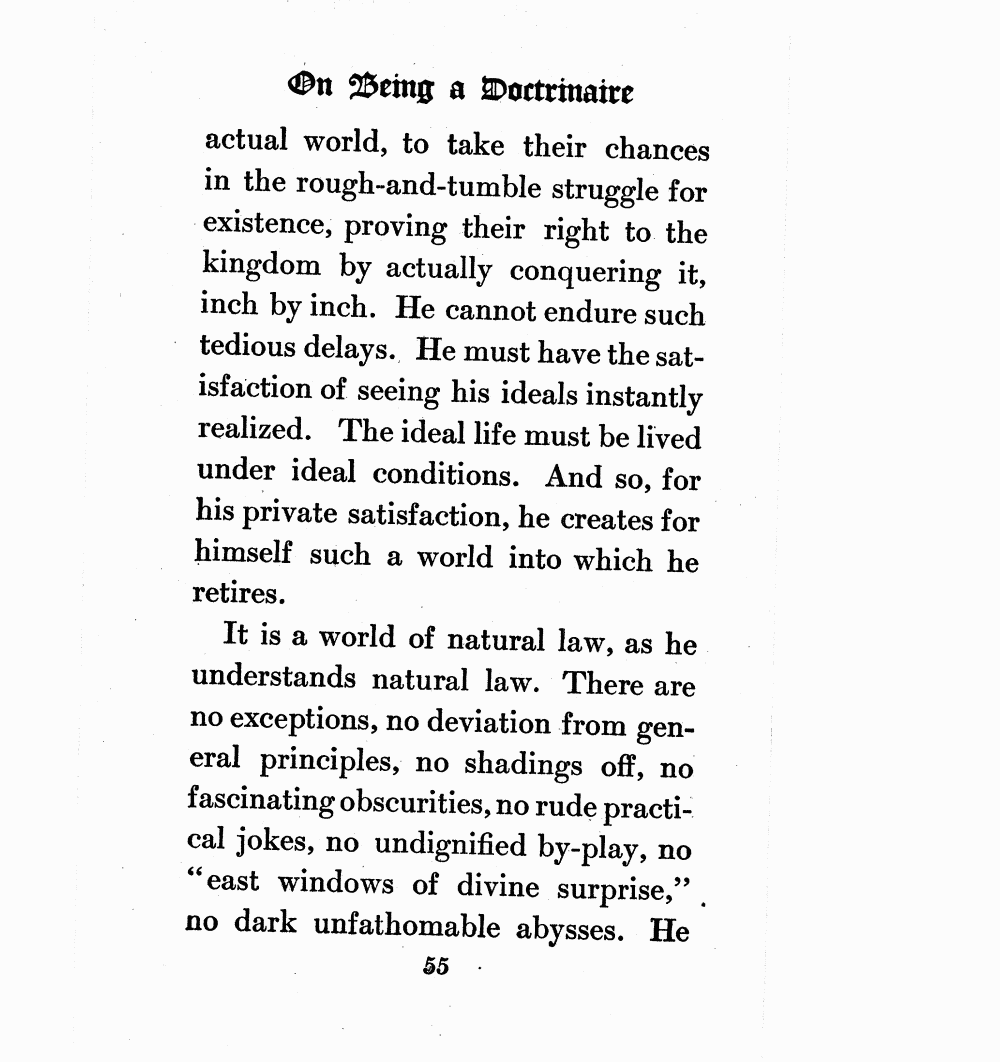 On Being a Doctrinaire
actual world, to take their chances
in the rough-and-tumble struggle for
existence, proving their right to the
kingdom by actually conquering it,
inch by inch. He cannot endure such
tedious delays. He must have the sat-
isfaction of seeing his ideals instantly
realized. The ideal life must be lived
under ideal conditions. And so, for
his private satisfaction, he creates for
himself such a world into which he
retires.
It is a world of natural law, as he
understands natural law. There are
no exceptions, no deviation from gen-
eral principles, no shadings off, no
fascinating obscurities, no rude practi-
cal jokes, no undignified by-play, no
“east windows of divine surprise,”
no dark unfathomable abysses. He
55